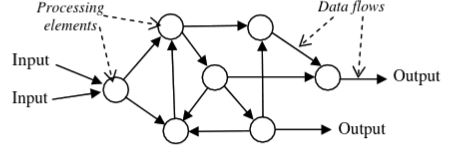 Processing
elements
Data flows
Input
Input
Output
Output